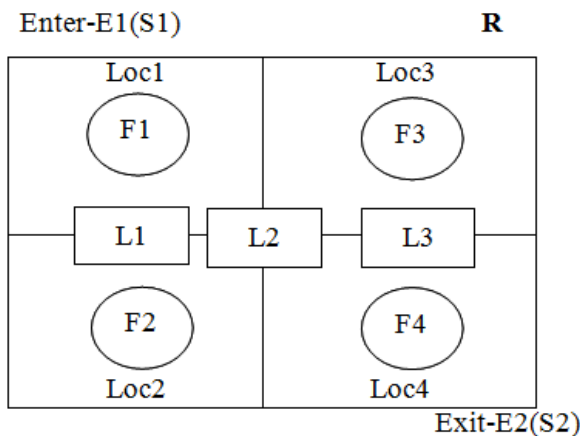 Enter-E1(S1) R
Loc1 Loc3
F1 F3
L1 L2 L3
F2 F4
Loc2 Loc4
Exit-E2(S2)